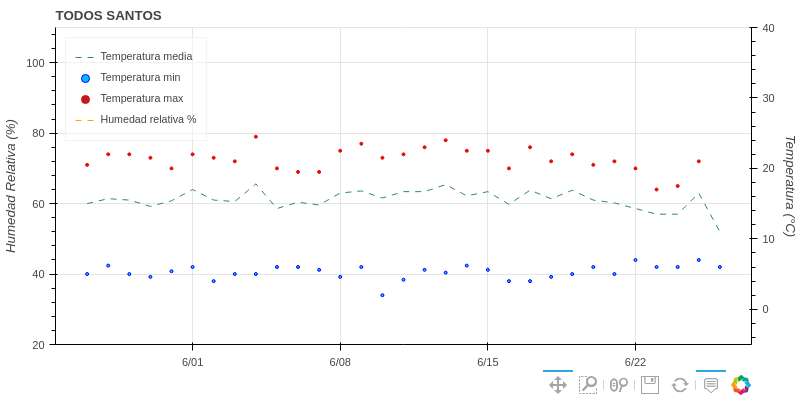 TODOS SANTOS
Temperatura media
Temperatura min
Temperatura max
Humedad relativa %
Humedad Relativa (%)
100
80
60
40
20
40
30
20
10
0
Temperatura (°C)
6/01
6/08
6/15
6/22